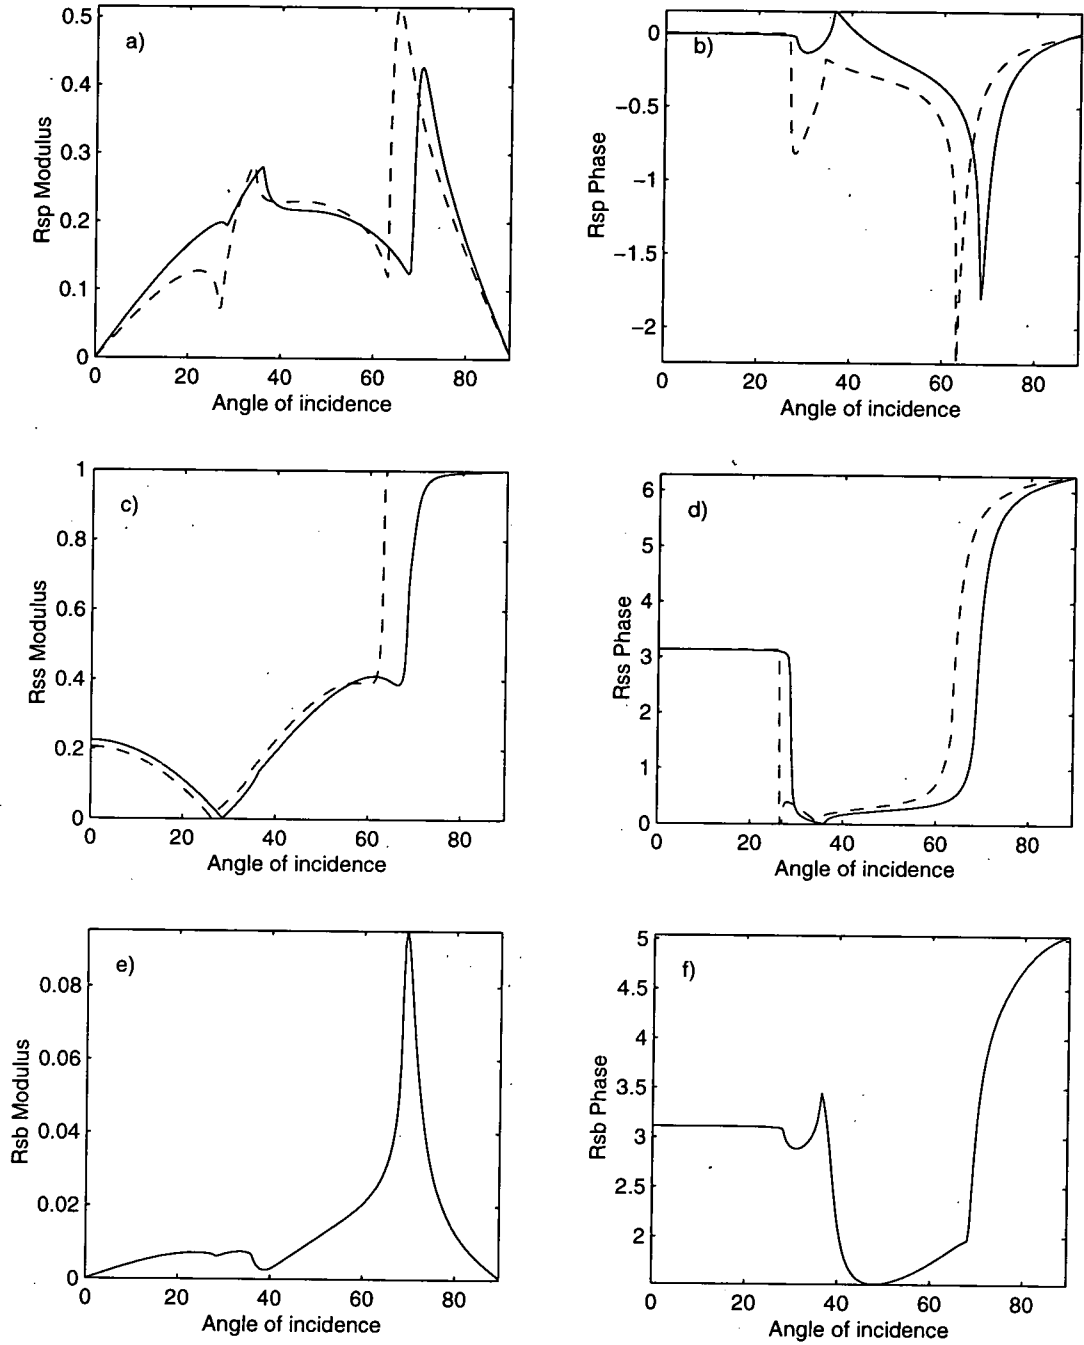 a)
Rsp Modulus
0.5
0.4
0.3
0.2
0.1
0
0 20 40 60 80
Angle of incidence
b)
Rsp Phase
0
−0.5
−1
−1.5
−2
0 20 40 60 80
Angle of incidence
c)
Rss Modulus
1
0.8
0.6
0.4
0.2
0
0 20 40 60 80
Angle of incidence
d)
Rss Phase
6
5
4
3
2
1
0
0 20 40 60 80
Angle of incidence
e)
Rsb Modulus
0.08
0.06
0.04
0.02
0
0 20 40 60 80
Angle of incidence
f)
Rsb Phase
5
4.5
4
3.5
3
2.5
2
0 20 40 60 80
Angle of incidence